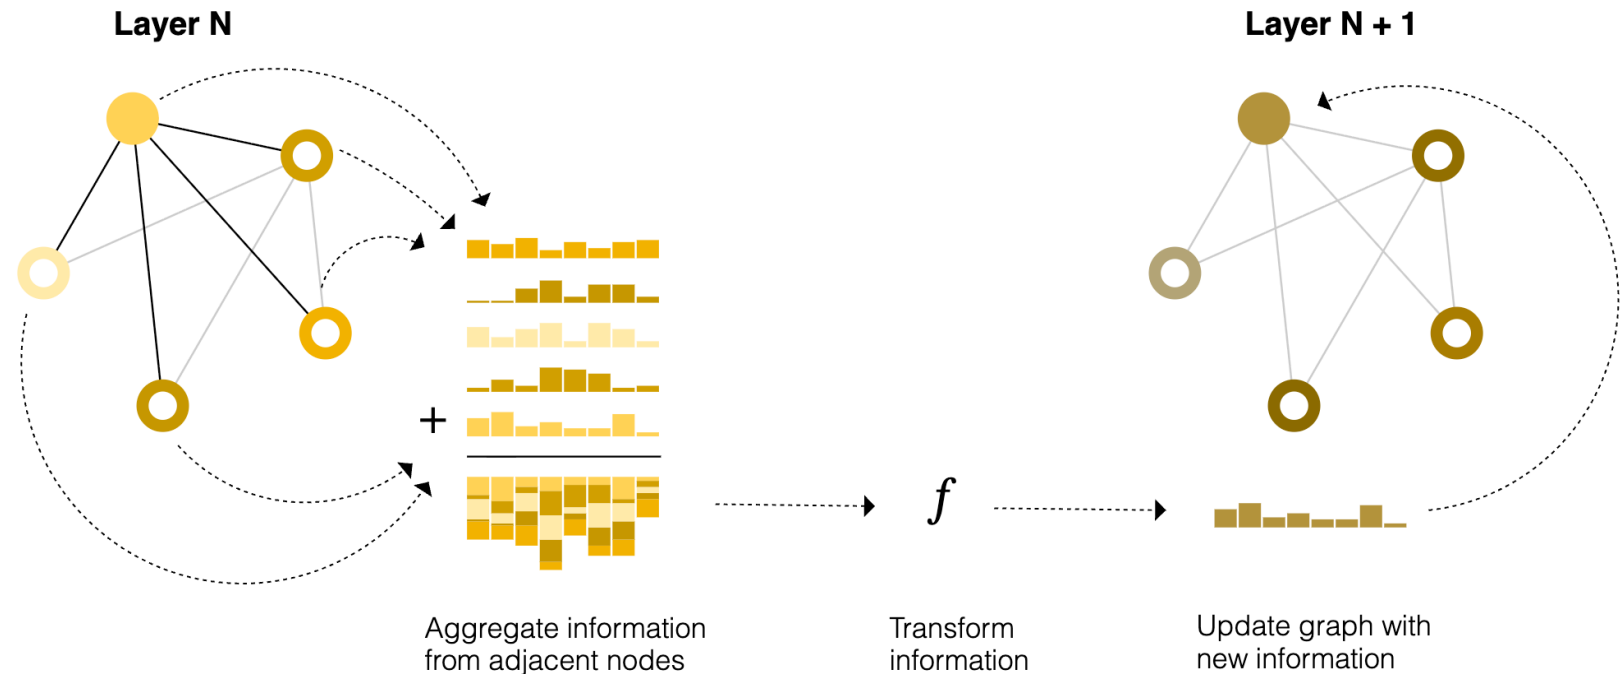 Layer N
Layer N + 1
+
f
Aggregate information
from adjacent nodes
Transform
information
Update graph with
new information